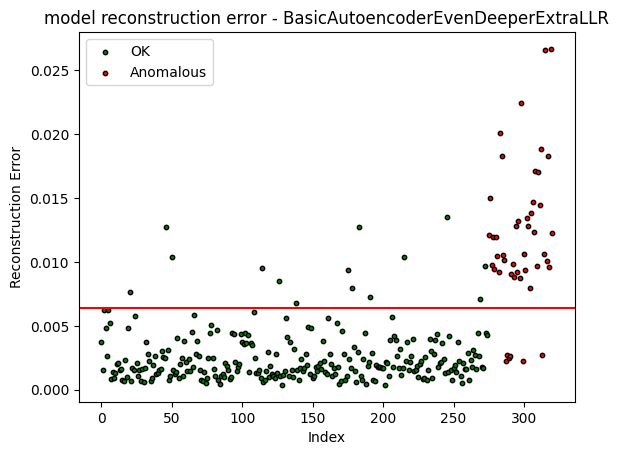 model reconstruction error - BasicAutoencoderEvenDeeperExtraLLR
OK
Anomalous
Reconstruction Error
0.025
0.020
0.015
0.010
0.005
0.000
0 50 100 150 200 250 300
Index